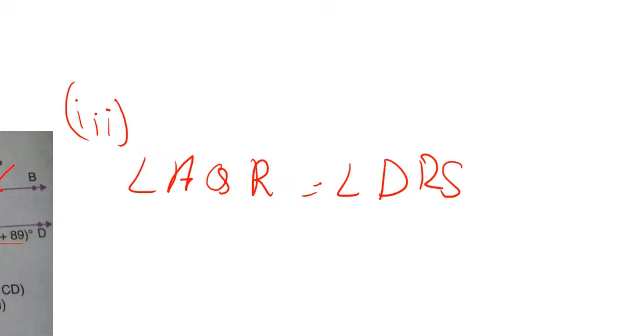 (iii)
∠AQR = ∠DRS
B
+ 89)° D
CD)